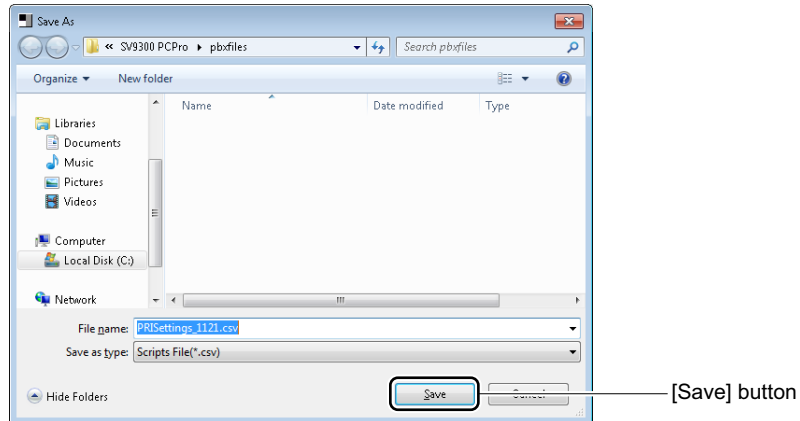 Save As
« SV9300 PCPro ▸ pbxfiles
Search pbxfiles
Organize
New folder
Name
Date modified
Type
Libraries
Documents
Music
Pictures
Videos
Computer
Local Disk (C:)
Network
File name: PRISettings_1121.csv
Save as type: Scripts File(*.csv)
Hide Folders
Save
Cancel
[Save] button